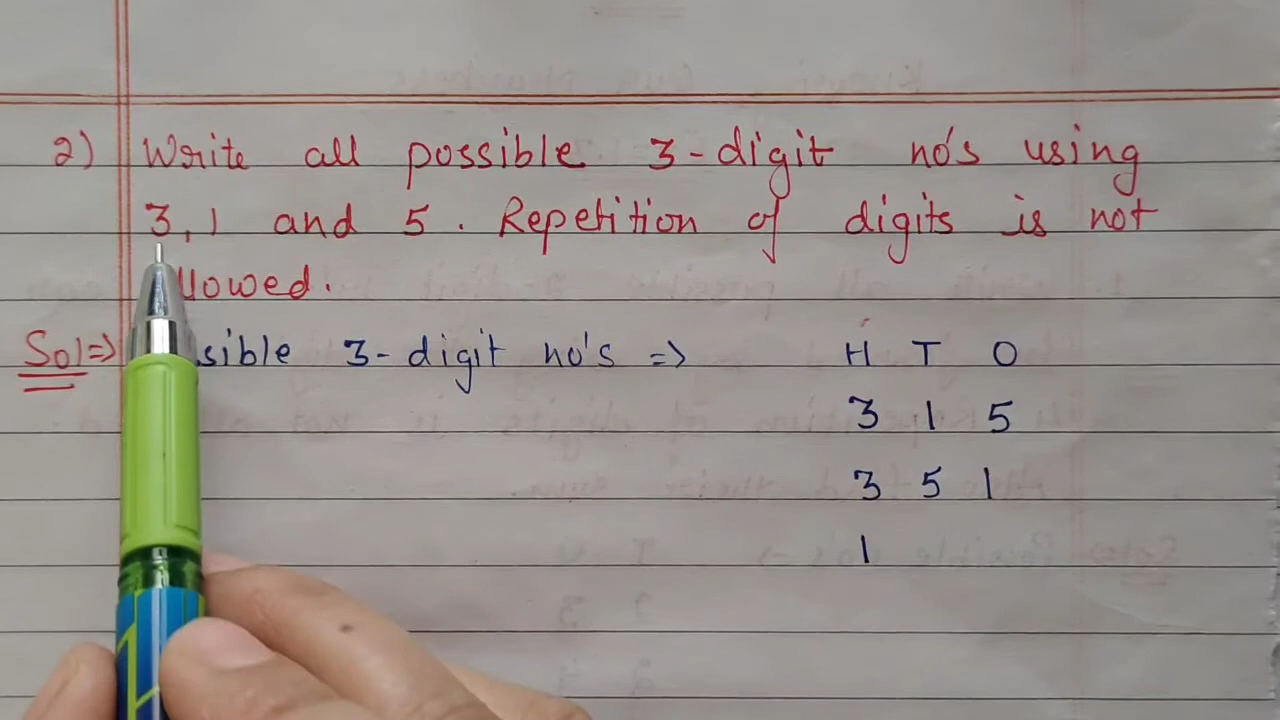 2) Write all possible 3-digit no's using
3, 1 and 5. Repetition of digits is not
llowed.
Sol⇒ sible 3-digit no's ⇒ H T O
3 1 5
3 5 1
1